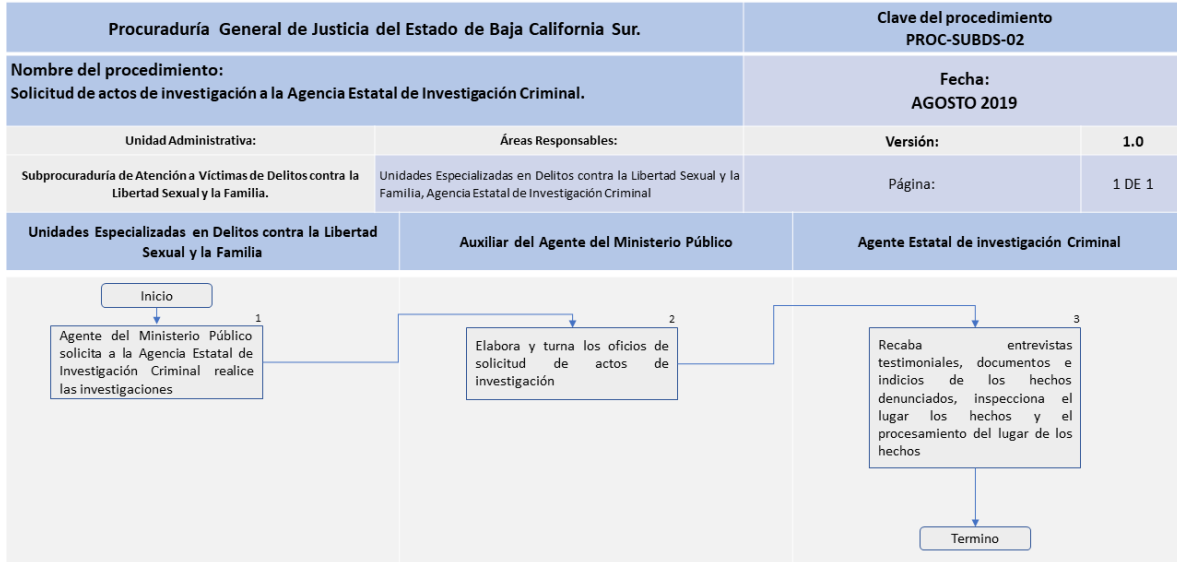 Procuraduría General de Justicia del Estado de Baja California Sur.
Clave del procedimiento
PROC-SUBDS-02
Nombre del procedimiento:
Solicitud de actos de investigación a la Agencia Estatal de Investigación Criminal.
Fecha:
AGOSTO 2019
Unidad Administrativa:
Áreas Responsables:
Versión:
1.0
Subprocuraduría de Atención a Víctimas de Delitos contra la
Libertad Sexual y la Familia.
Unidades Especializadas en Delitos contra la Libertad Sexual y la
Familia, Agencia Estatal de Investigación Criminal
Página:
1 DE 1
Unidades Especializadas en Delitos contra la Libertad
Sexual y la Familia
Auxiliar del Agente del Ministerio Público
Agente Estatal de investigación Criminal
Inicio
1
Agente del Ministerio Público
solicita a la Agencia Estatal de
Investigación Criminal realice
las investigaciones
2
Elabora y turna los oficios de
solicitud de actos de
investigación
3
Recaba entrevistas
testimoniales, documentos e
indicios de los hechos
denunciados, inspecciona el
lugar los hechos y el
procesamiento del lugar de los
hechos
Termino